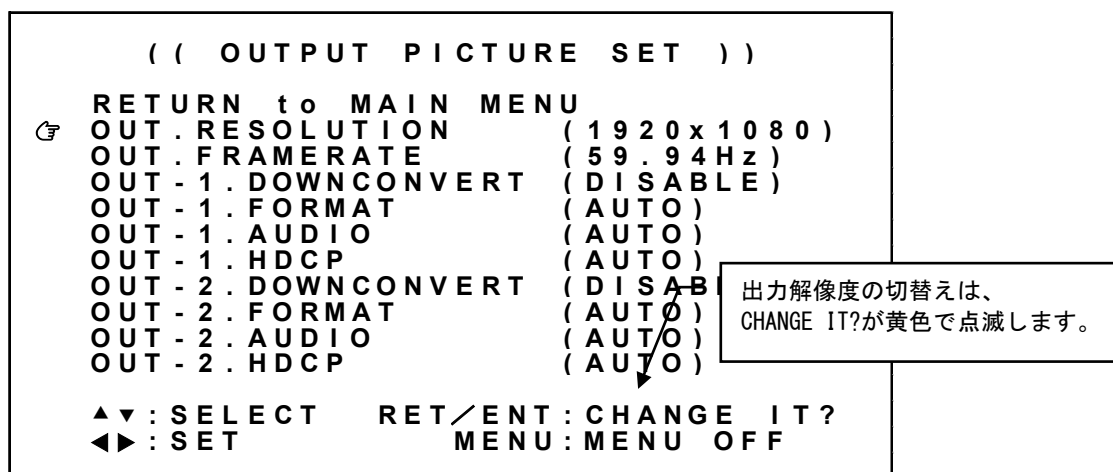 (( OUTPUT PICTURE SET ))
RETURN to MAIN MENU
☞ OUT.RESOLUTION (1920x1080)
OUT.FRAMERATE (59.94Hz)
OUT-1.DOWNCONVERT (DISABLE)
OUT-1.FORMAT (AUTO)
OUT-1.AUDIO (AUTO)
OUT-1.HDCP (AUTO)
OUT-2.DOWNCONVERT (DISAB
OUT-2.FORMAT (AUTO)
OUT-2.AUDIO (AUTO)
OUT-2.HDCP (AUTO)
出力解像度の切替えは、
CHANGE IT?が黄色で点滅します。
▲▼:SELECT RET/ENT:CHANGE IT?
◀▶:SET MENU:MENU OFF